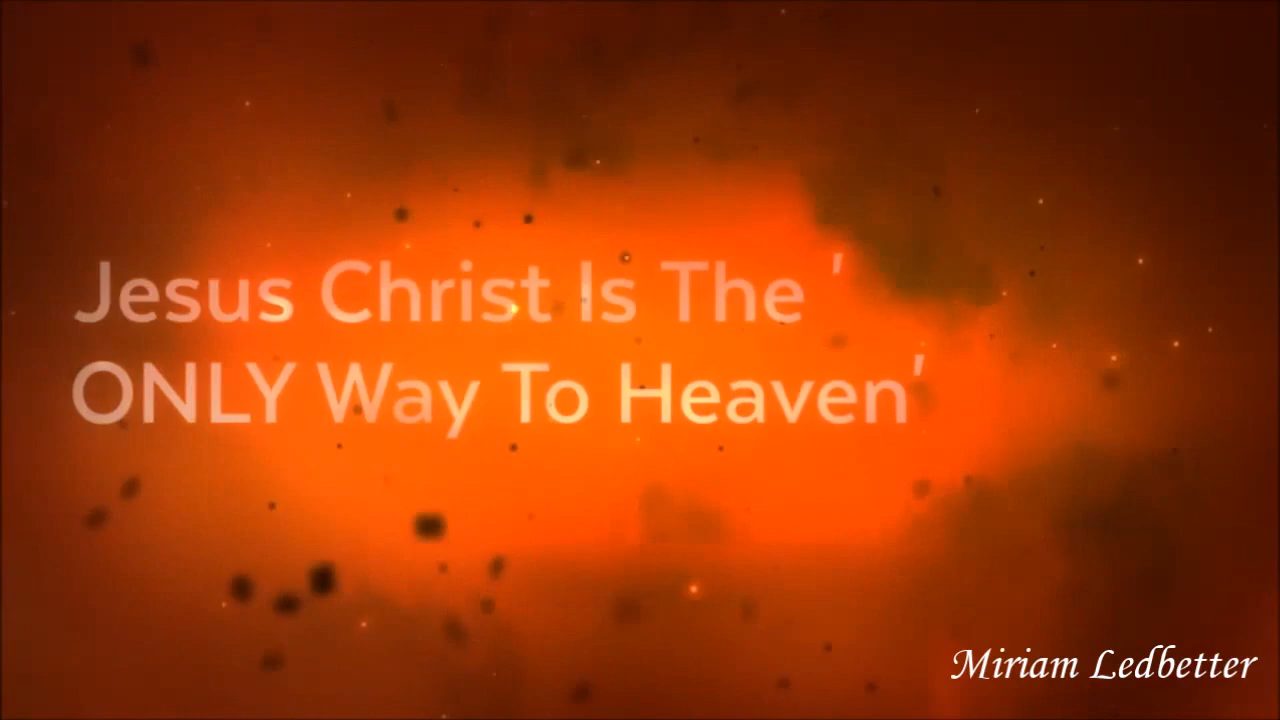 Jesus Christ Is The '
ONLY Way To Heaven'
Miriam Ledbetter